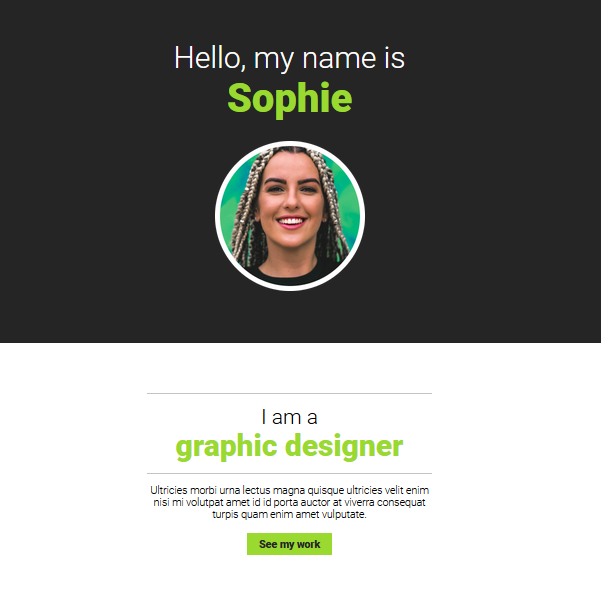 Hello, my name is
Sophie
I am a
graphic designer
Ultricies morbi urna lectus magna quisque ultricies velit enim
nisi mi volutpat amet id id porta auctor at viverra consequat
turpis quam enim amet vulputate.
See my work